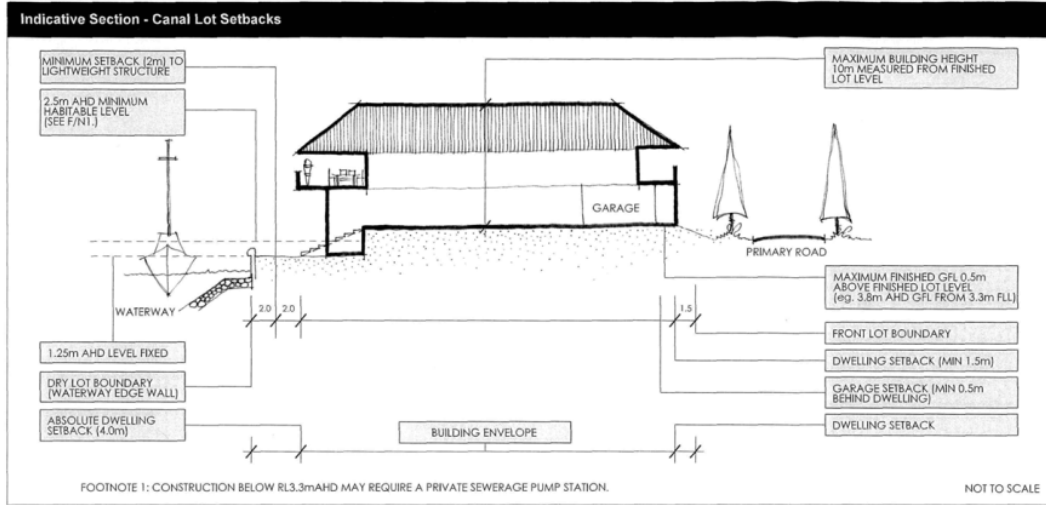 Indicative Section - Canal Lot Setbacks
MINIMUM SETBACK (2m) TO
LIGHTWEIGHT STRUCTURE
2.5m AHD MINIMUM
HABITABLE LEVEL
(SEE F/N1.)
MAXIMUM BUILDING HEIGHT
10m MEASURED FROM FINISHED
LOT LEVEL
GARAGE
PRIMARY ROAD
WATERWAY
2.0
2.0
1.5
MAXIMUM FINISHED GFL 0.5m
ABOVE FINISHED LOT LEVEL
(eg. 3.8m AHD GFL FROM 3.3m FLL)
FRONT LOT BOUNDARY
1.25m AHD LEVEL FIXED
DWELLING SETBACK (MIN 1.5m)
DRY LOT BOUNDARY
(WATERWAY EDGE WALL)
GARAGE SETBACK (MIN 0.5m
BEHIND DWELLING)
ABSOLUTE DWELLING
SETBACK (4.0m)
BUILDING ENVELOPE
DWELLING SETBACK
FOOTNOTE 1: CONSTRUCTION BELOW RL3.3mAHD MAY REQUIRE A PRIVATE SEWERAGE PUMP STATION.
NOT TO SCALE